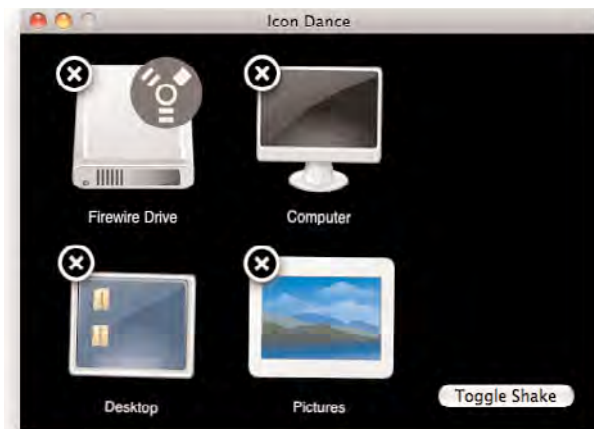 Icon Dance
Firewire Drive
Computer
Desktop
Pictures
Toggle Shake